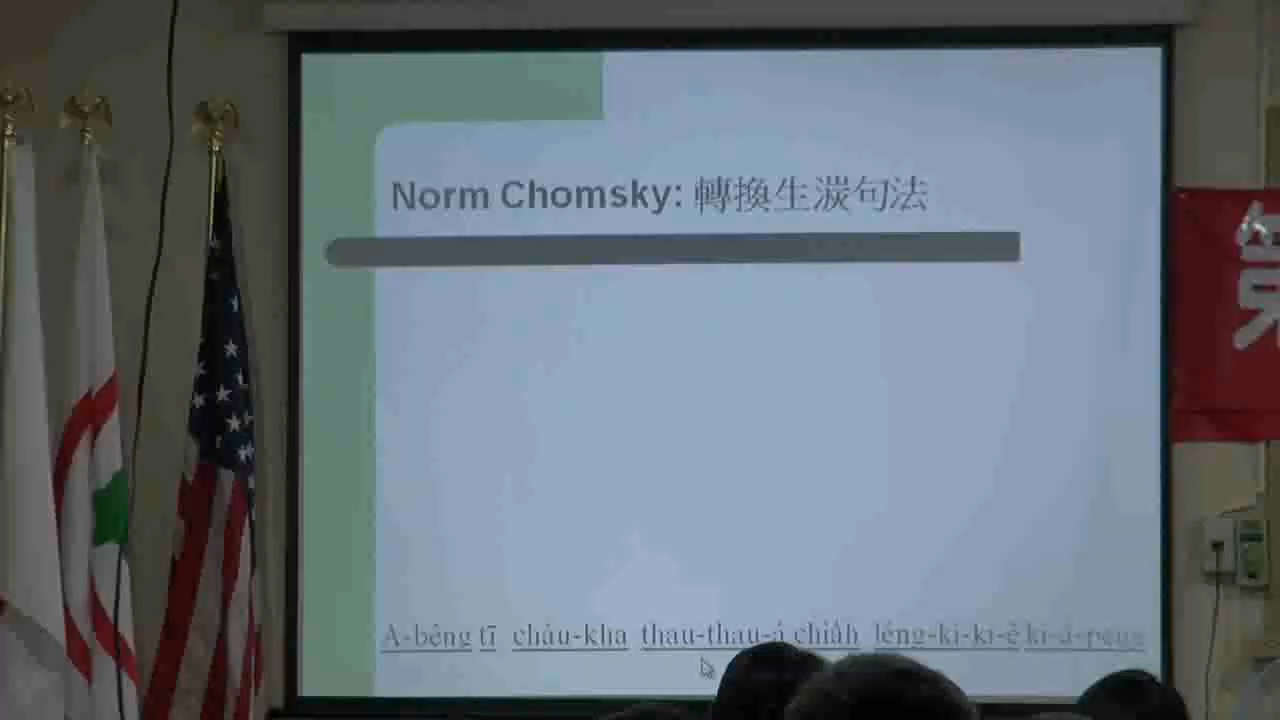 Norm Chomsky: 轉換生湠句法
第
A-bêng tī chàu-kha thau-thau-á chia̍h léng-ki-ki-ê ki-á-peng